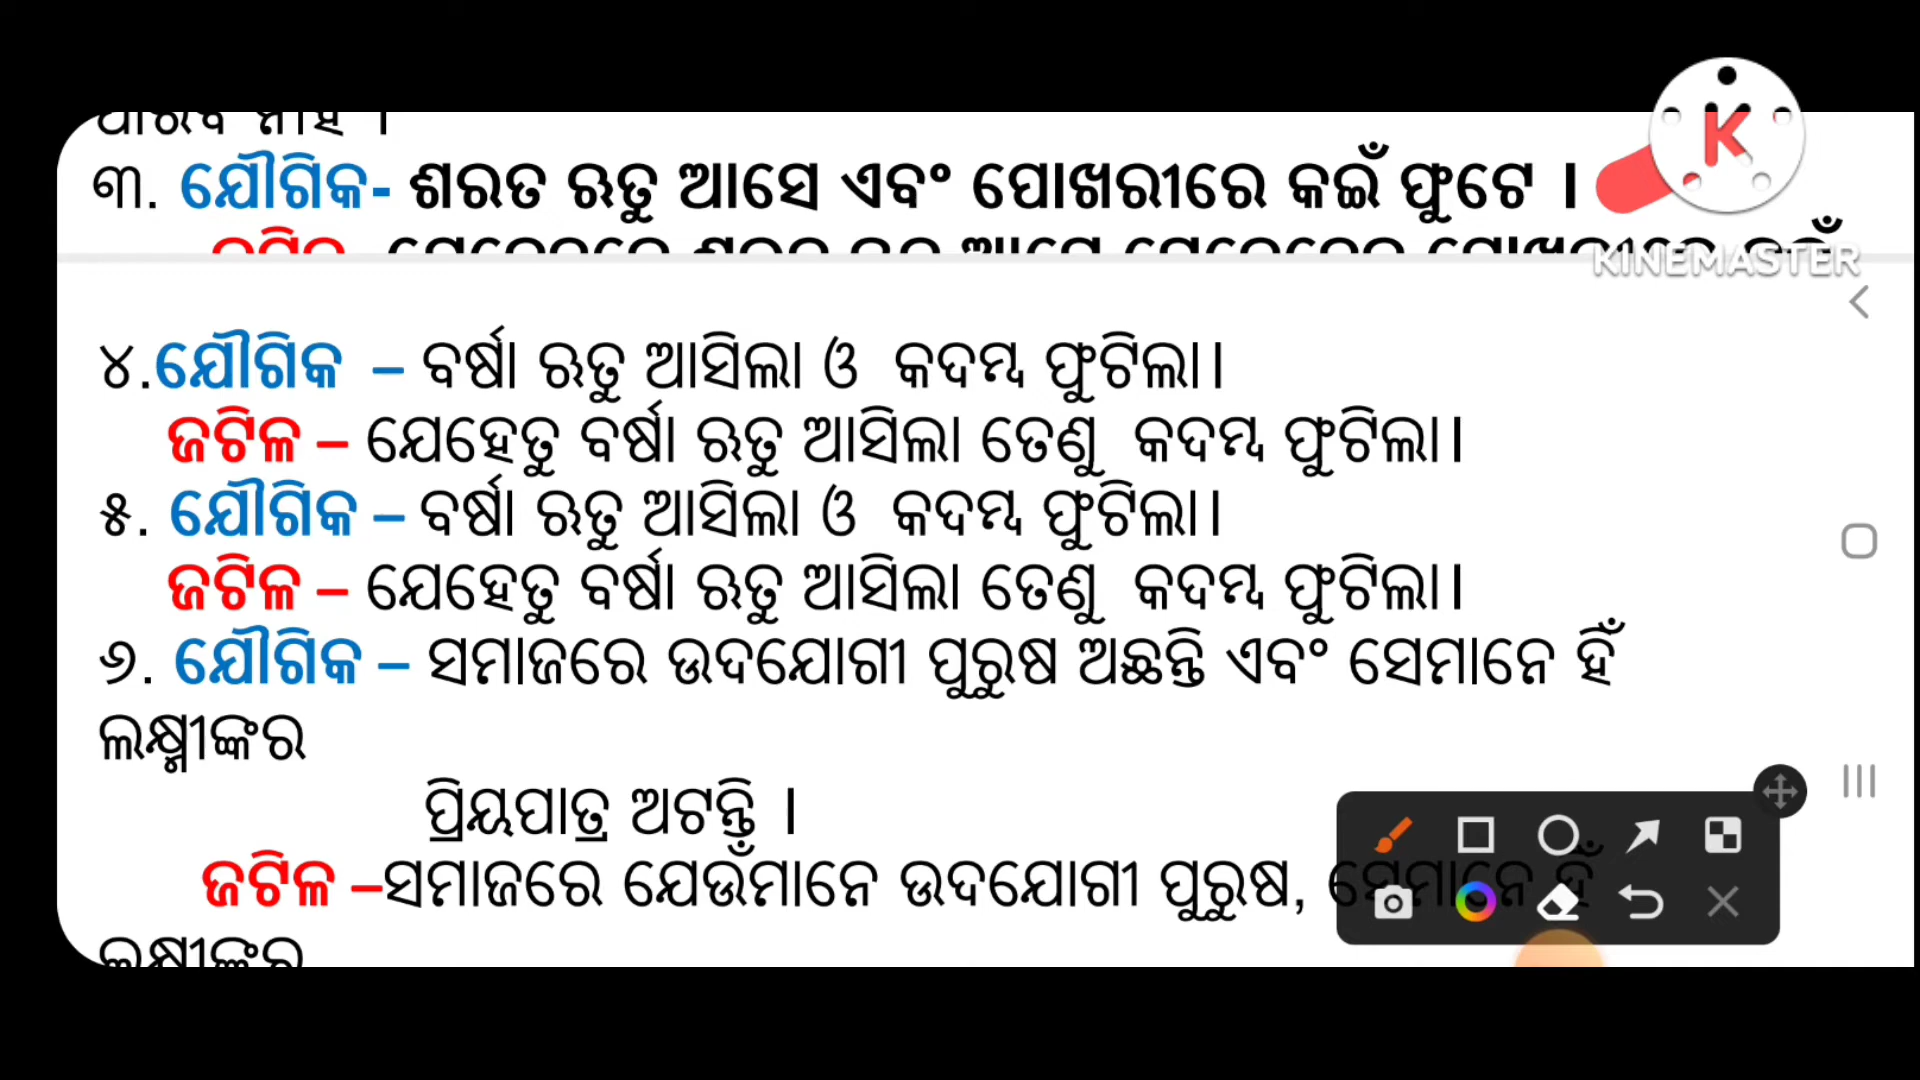 ୩. ଯୌଗିକ- ଶରତ ଋତୁ ଆସେ ଏବଂ ପୋଖରୀରେ କଇଁ ଫୁଟେ ।
KINEMASTER
୪.ଯୌଗିକ – ବର୍ଷା ଋତୁ ଆସିଲା ଓ କଦମ୍ଭ ଫୁଟିଲା।
ଜଟିଳ – ଯେହେତୁ ବର୍ଷା ଋତୁ ଆସିଲା ତେଣୁ କଦମ୍ଭ ଫୁଟିଲା।
୫. ଯୌଗିକ – ବର୍ଷା ଋତୁ ଆସିଲା ଓ କଦମ୍ଭ ଫୁଟିଲା।
ଜଟିଳ – ଯେହେତୁ ବର୍ଷା ଋତୁ ଆସିଲା ତେଣୁ କଦମ୍ଭ ଫୁଟିଲା।
୬. ଯୌଗିକ – ସମାଜରେ ଉଦଯୋଗୀ ପୁରୁଷ ଅଛନ୍ତି ଏବଂ ସେମାନେ ହିଁ
ଲକ୍ଷ୍ମୀଙ୍କର
ପ୍ରିୟପାତ୍ର ଅଟନ୍ତି ।
ଜଟିଳ –ସମାଜରେ ଯେଉଁମାନେ ଉଦଯୋଗୀ ପୁରୁଷ, ସେମାନେ ହିଁ